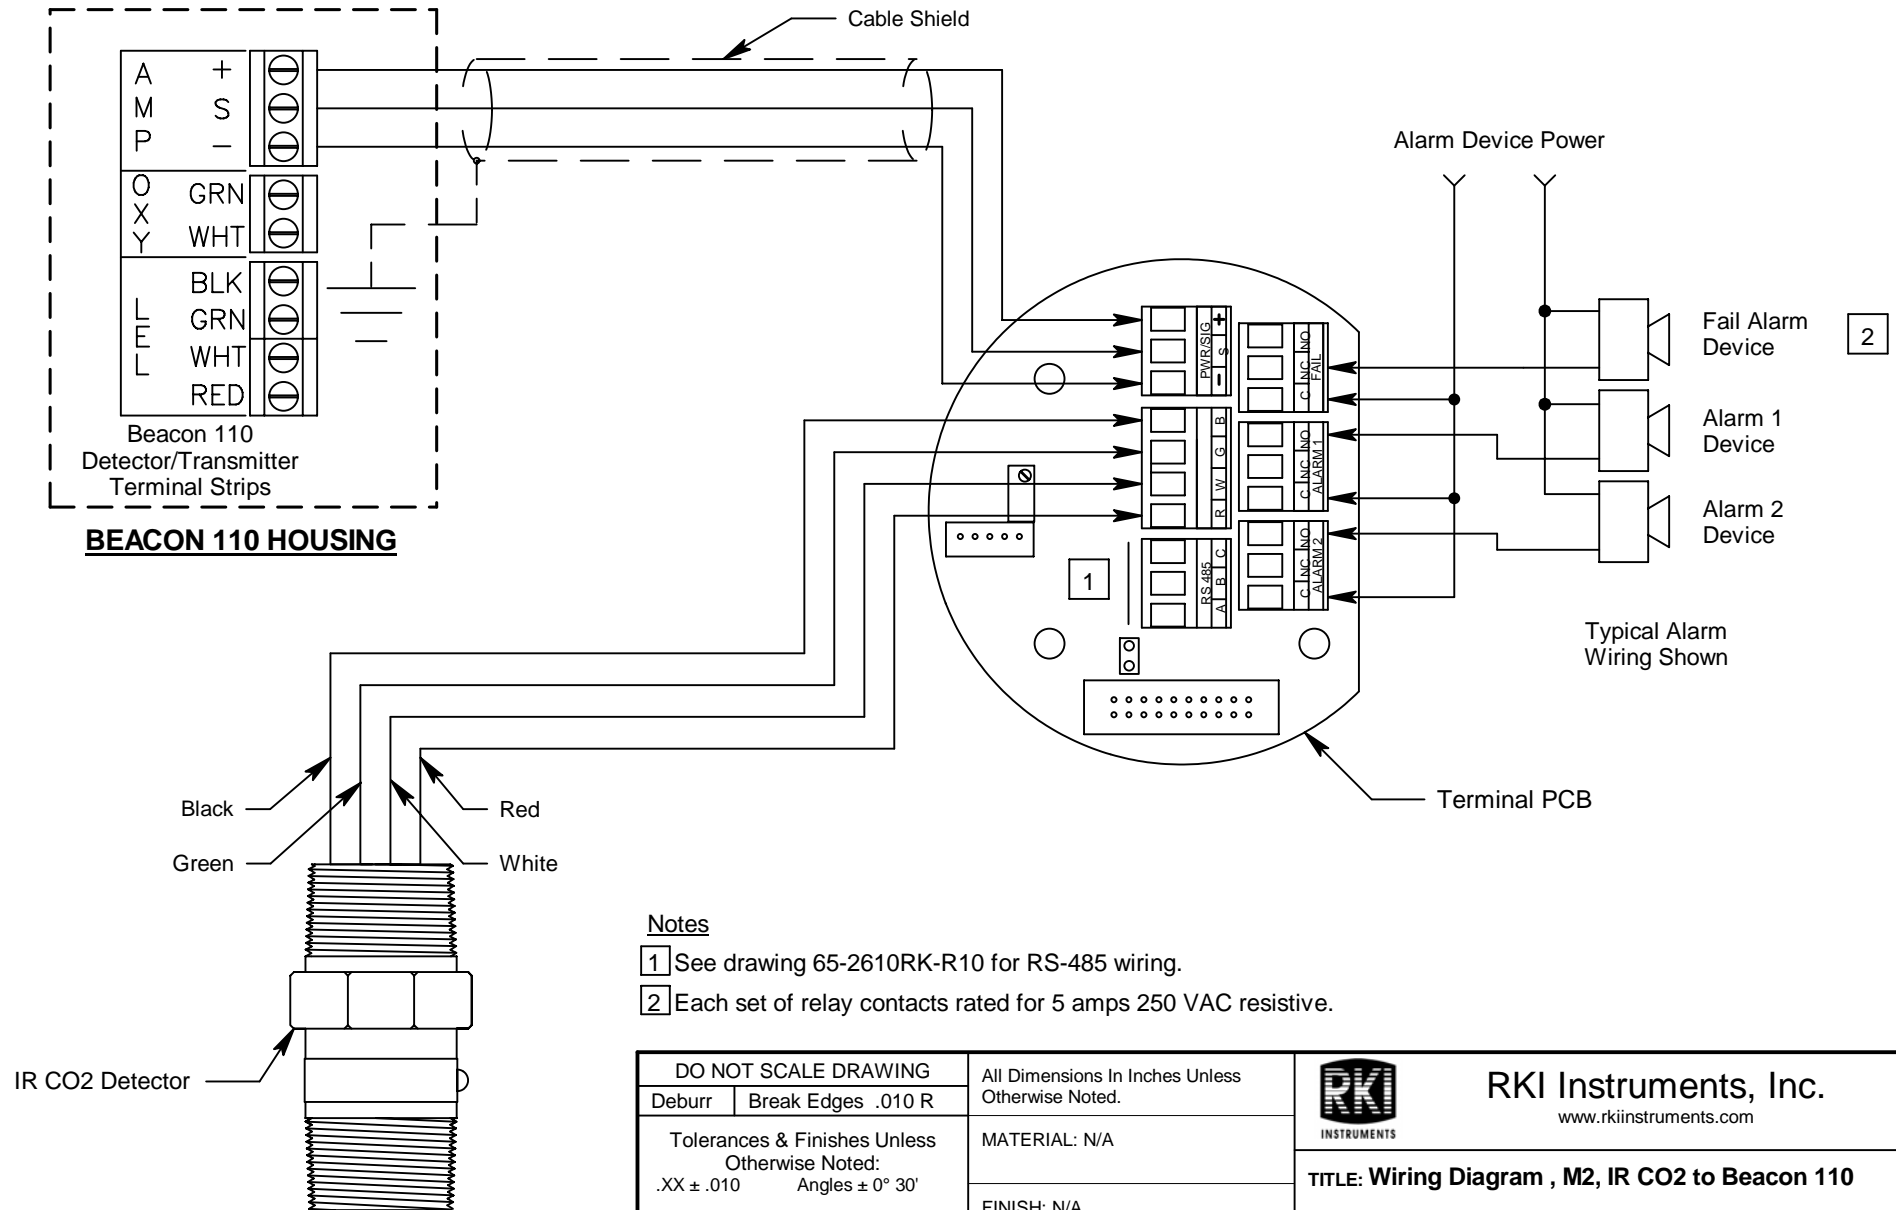 Cable Shield
A M P
+
S
−
O X Y
GRN
WHT
L E L
BLK
GRN
WHT
RED
Beacon 110
Detector/Transmitter
Terminal Strips
BEACON 110 HOUSING
Alarm Device Power
Fail Alarm
Device
2
Alarm 1
Device
Alarm 2
Device
Typical Alarm
Wiring Shown
PWR/SIG
+
S
-
B
G
W
R
RS 485
C
B
A
NO
NC
C
FAIL
NO
NC
C
ALARM 1
NO
NC
C
ALARM 2
1
Terminal PCB
Black
Red
Green
White
IR CO2 Detector
Notes
1 See drawing 65-2610RK-R10 for RS-485 wiring.
2 Each set of relay contacts rated for 5 amps 250 VAC resistive.
DO NOT SCALE DRAWING
Deburr Break Edges .010 R
Tolerances & Finishes Unless
Otherwise Noted:
.XX ± .010 Angles ± 0° 30'
All Dimensions In Inches Unless
Otherwise Noted.
MATERIAL: N/A
FINISH: N/A
RKI
INSTRUMENTS
RKI Instruments, Inc.
www.rkiinstruments.com
TITLE: Wiring Diagram , M2, IR CO2 to Beacon 110